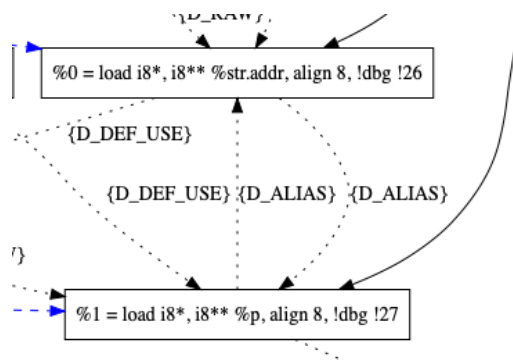 {D_RAW}
%0 = load i8*, i8** %str.addr, align 8, !dbg !26
{D_DEF_USE}
{D_DEF_USE} {D_ALIAS} {D_ALIAS}
%1 = load i8*, i8** %p, align 8, !dbg !27